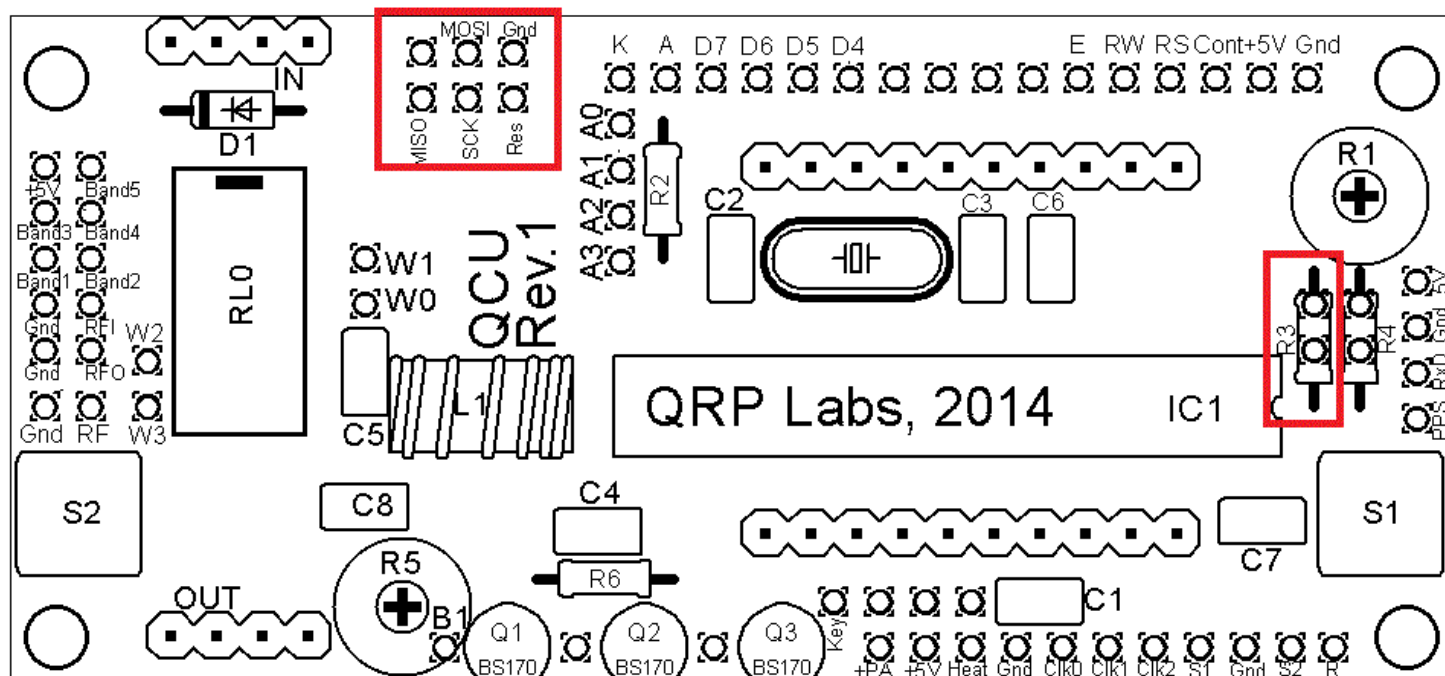 MOSI Gnd
K A D7 D6 D5 D4 E RW RS Cont +5V Gnd
IN
MISO SCK Res
D1
A0
A1
A2
A3
R2
R1
+5V Band5
Band3 Band4
Band1 Band2
Gnd RFI
Gnd RFO
Gnd RF
W2
W3
RL0
W1
W0
QCU
Rev.1
C2
C3
C6
5V
Gnd
RxD
PPS
R3
R4
C5
L1
QRP Labs, 2014 IC1
S2
C8
C4
S1
C7
R5
R6
OUT
B1
Q1
BS170
Q2
BS170
Q3
BS170
C1
Key
+PA +5V Heat Gnd Clk0 Clk1 Clk2 S1 Gnd S2 R